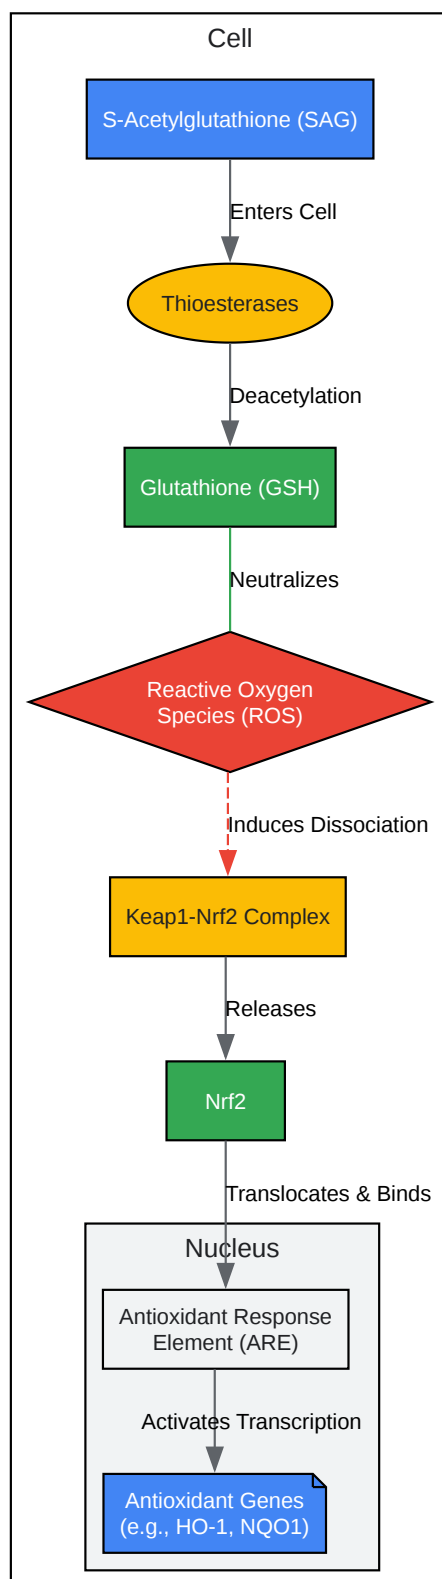 Cell
S-Acetylglutathione (SAG)
Enters Cell
Thioesterases
Deacetylation
Glutathione (GSH)
Neutralizes
Reactive Oxygen
Species (ROS)
Induces Dissociation
Keap1-Nrf2 Complex
Releases
Nrf2
Translocates & Binds
Nucleus
Antioxidant Response
Element (ARE)
Activates Transcription
Antioxidant Genes
(e.g., HO-1, NQO1)